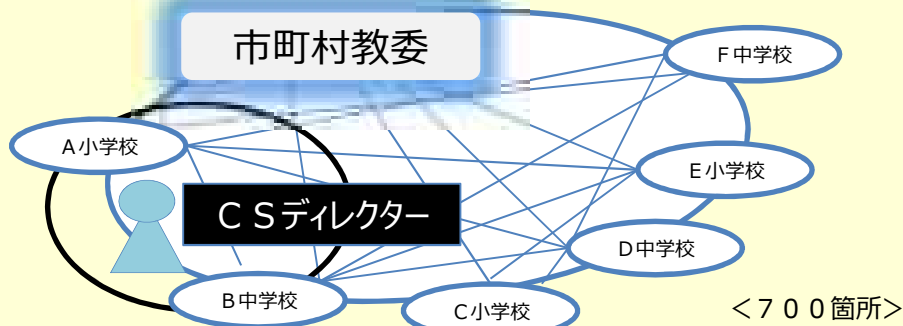 市町村教委
F中学校
A小学校
E小学校
CSディレクター
D中学校
B中学校
C小学校
<700箇所>